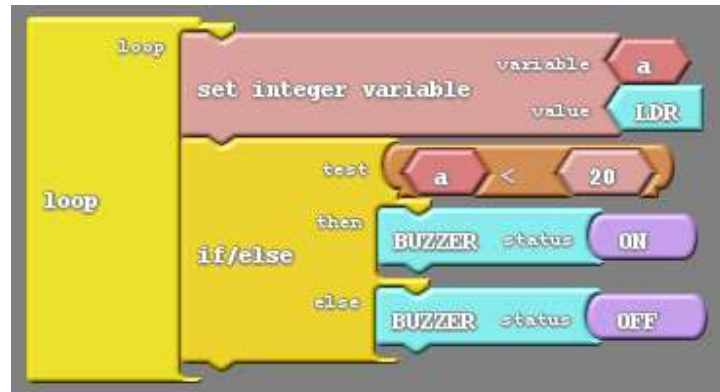 loop
variable a
set integer variable
value LDR
test a < 20
loop
then
BUZZER status ON
if/else
else
BUZZER status OFF